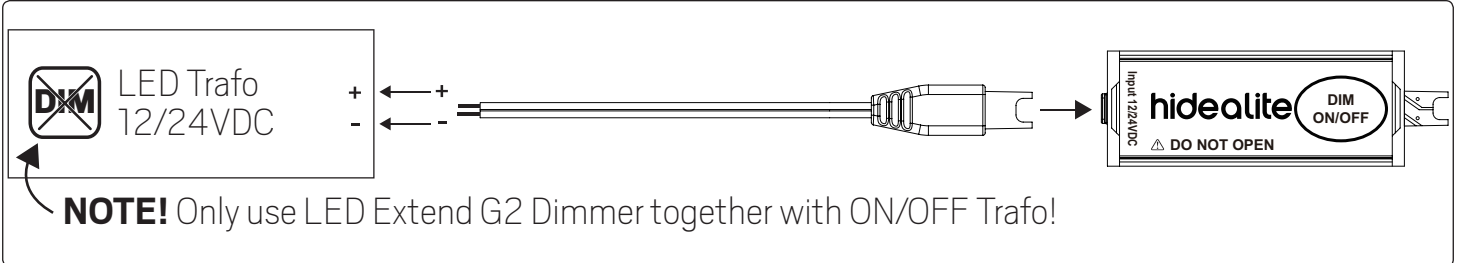 DIM
LED Trafo
12/24VDC
+
-
+
-
Input 12/24VDC
hidealite
DIM
ON/OFF
⚠ DO NOT OPEN
NOTE! Only use LED Extend G2 Dimmer together with ON/OFF Trafo!